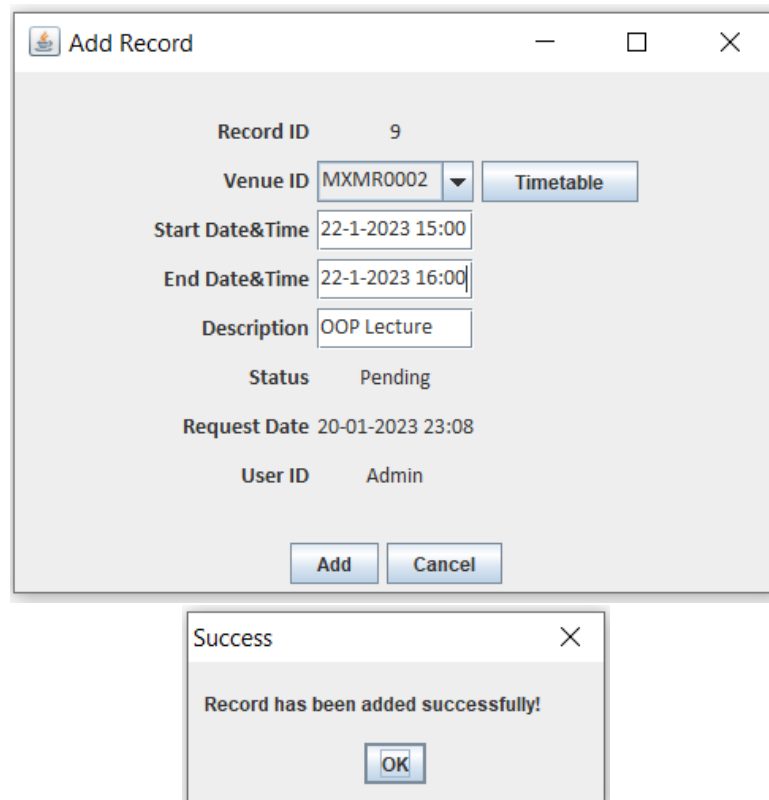 Add Record
Record ID 9
Venue ID MXMR0002 Timetable
Start Date&Time 22-1-2023 15:00
End Date&Time 22-1-2023 16:00
Description OOP Lecture
Status Pending
Request Date 20-01-2023 23:08
User ID Admin
Add Cancel
Success
Record has been added successfully!
OK